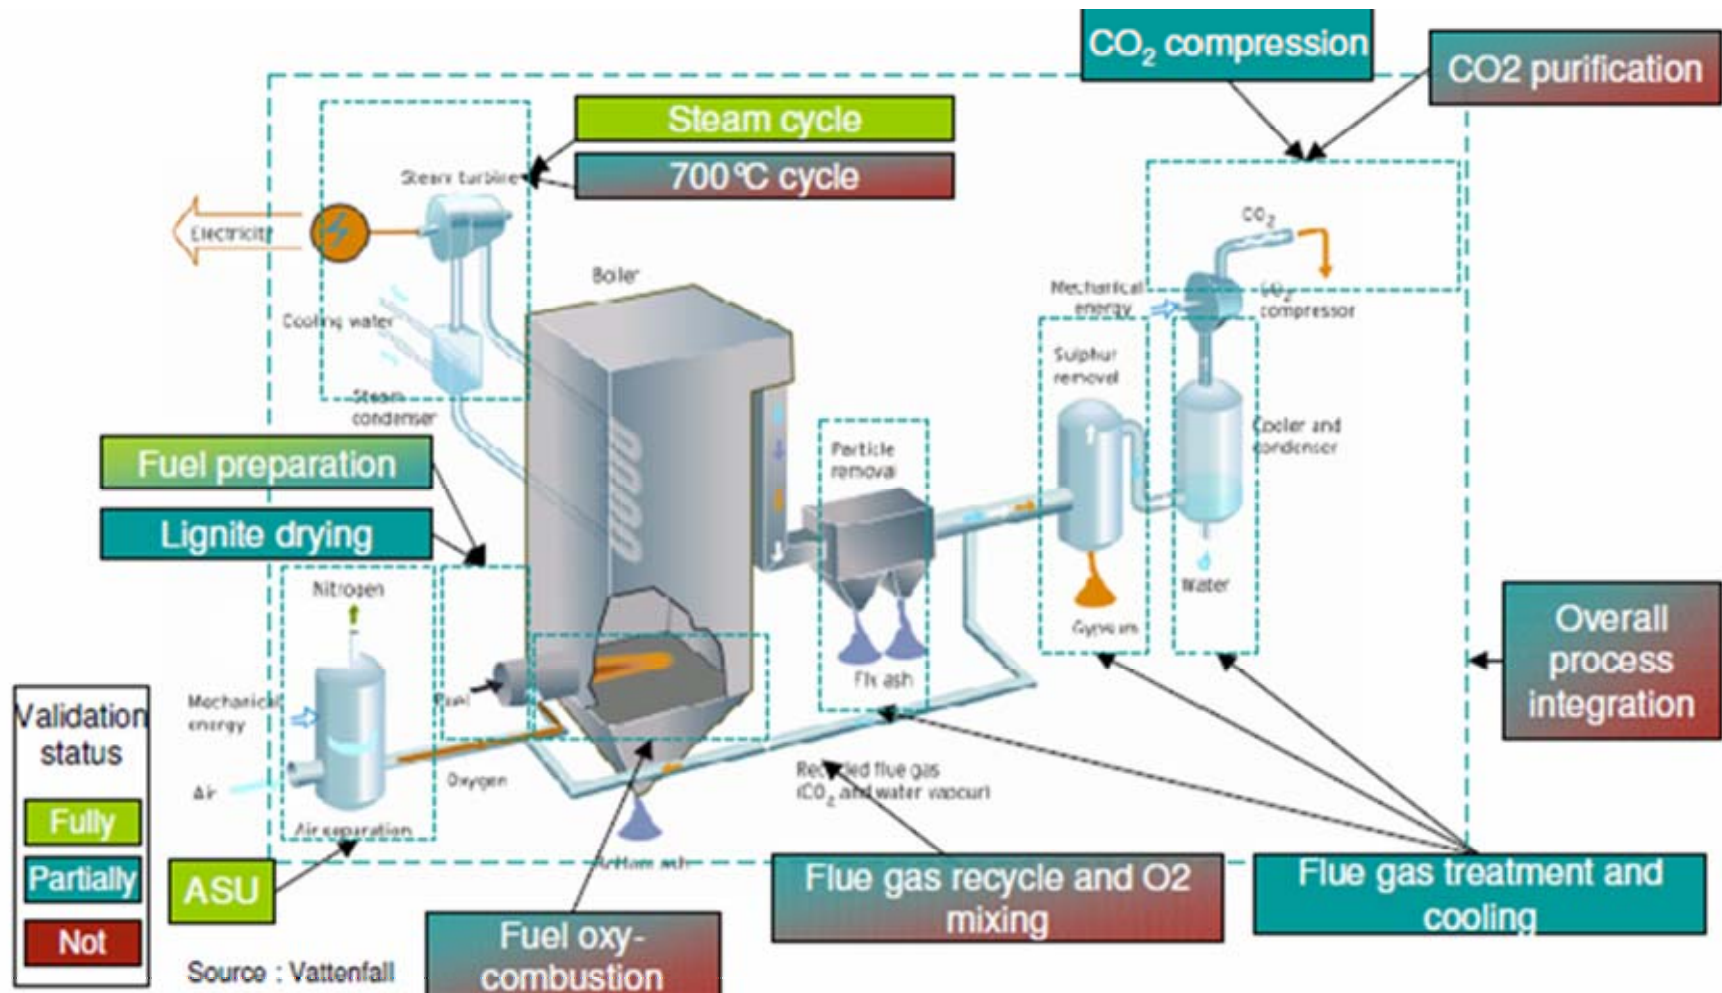 CO2 compression
CO2 purification
Steam cycle
700°C cycle
Steam turbine
Electricity
CO2
Boiler
Mechanical
energy
CO2
compressor
Cooling water
Sulphur
removal
Steam
condenser
Cooler and
condenser
Particle
removal
Fuel preparation
Lignite drying
Nitrogen
Water
Gypsum
Overall
process
integration
Fly ash
Fuel
Mechanical
energy
Validation
status
Oxygen
Recycled flue gas
(CO2 and water vapour)
Air
Air separation
Fully
Bottom ash
Partially
ASU
Flue gas recycle and O2
mixing
Flue gas treatment and
cooling
Not
Fuel oxy-
combustion
Source : Vattenfall